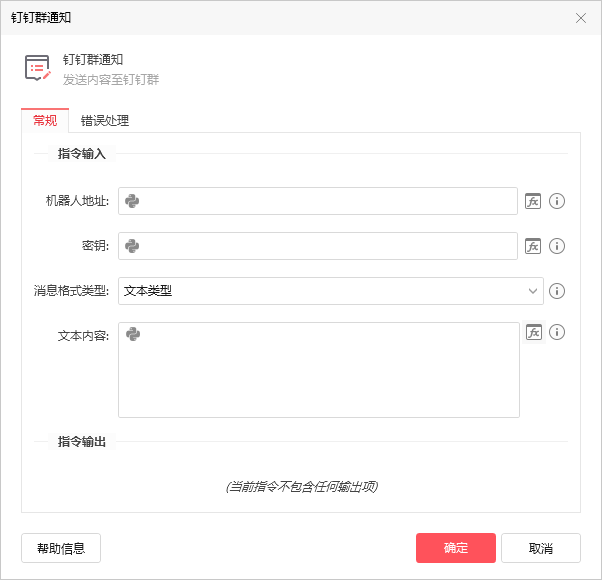 钉钉群通知
钉钉群通知
发送内容至钉钉群
常规 错误处理
指令输入
机器人地址: fx
密钥: fx
消息格式类型: 文本类型
文本内容: fx
指令输出
(当前指令不包含任何输出项)
帮助信息 确定 取消